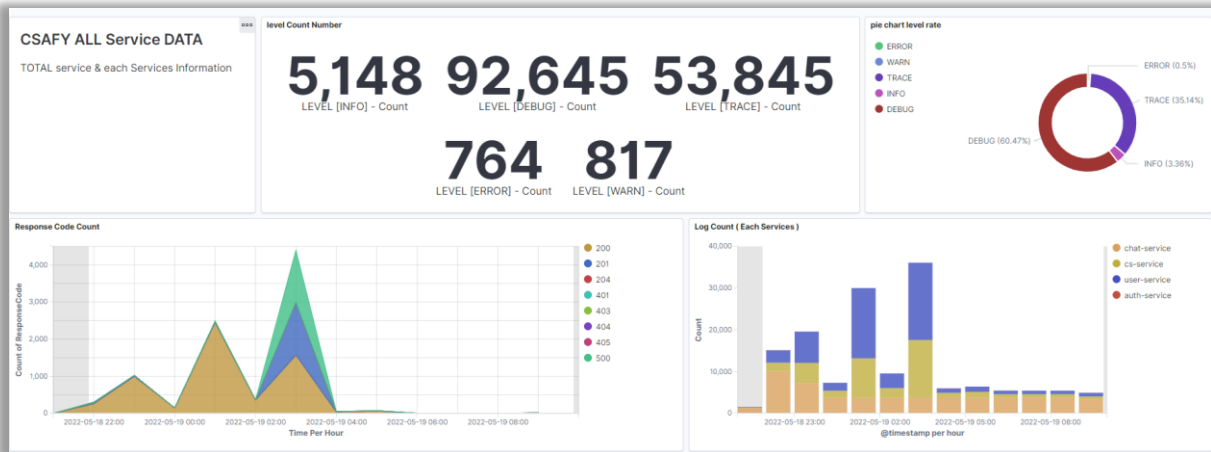 CSAFY ALL Service DATA
TOTAL service & each Services Information
level Count Number
5,148
LEVEL [INFO] - Count
92,645
LEVEL [DEBUG] - Count
53,845
LEVEL [TRACE] - Count
764
LEVEL [ERROR] - Count
817
LEVEL [WARN] - Count
pie chart level rate
ERROR
WARN
TRACE
INFO
DEBUG
ERROR (0.5%)
TRACE (35.14%)
DEBUG (60.47%)
INFO (3.36%)
Response Code Count
Count of ResponseCode
4,000
3,000
2,000
1,000
0
2022-05-18 22:00
2022-05-19 00:00
2022-05-19 02:00
2022-05-19 04:00
2022-05-19 06:00
2022-05-19 08:00
Time Per Hour
200
201
204
401
403
404
405
500
Log Count ( Each Services )
Count
40,000
30,000
20,000
10,000
0
2022-05-18 23:00
2022-05-19 02:00
2022-05-19 05:00
2022-05-19 08:00
@timestamp per hour
chat-service
cs-service
user-service
auth-service